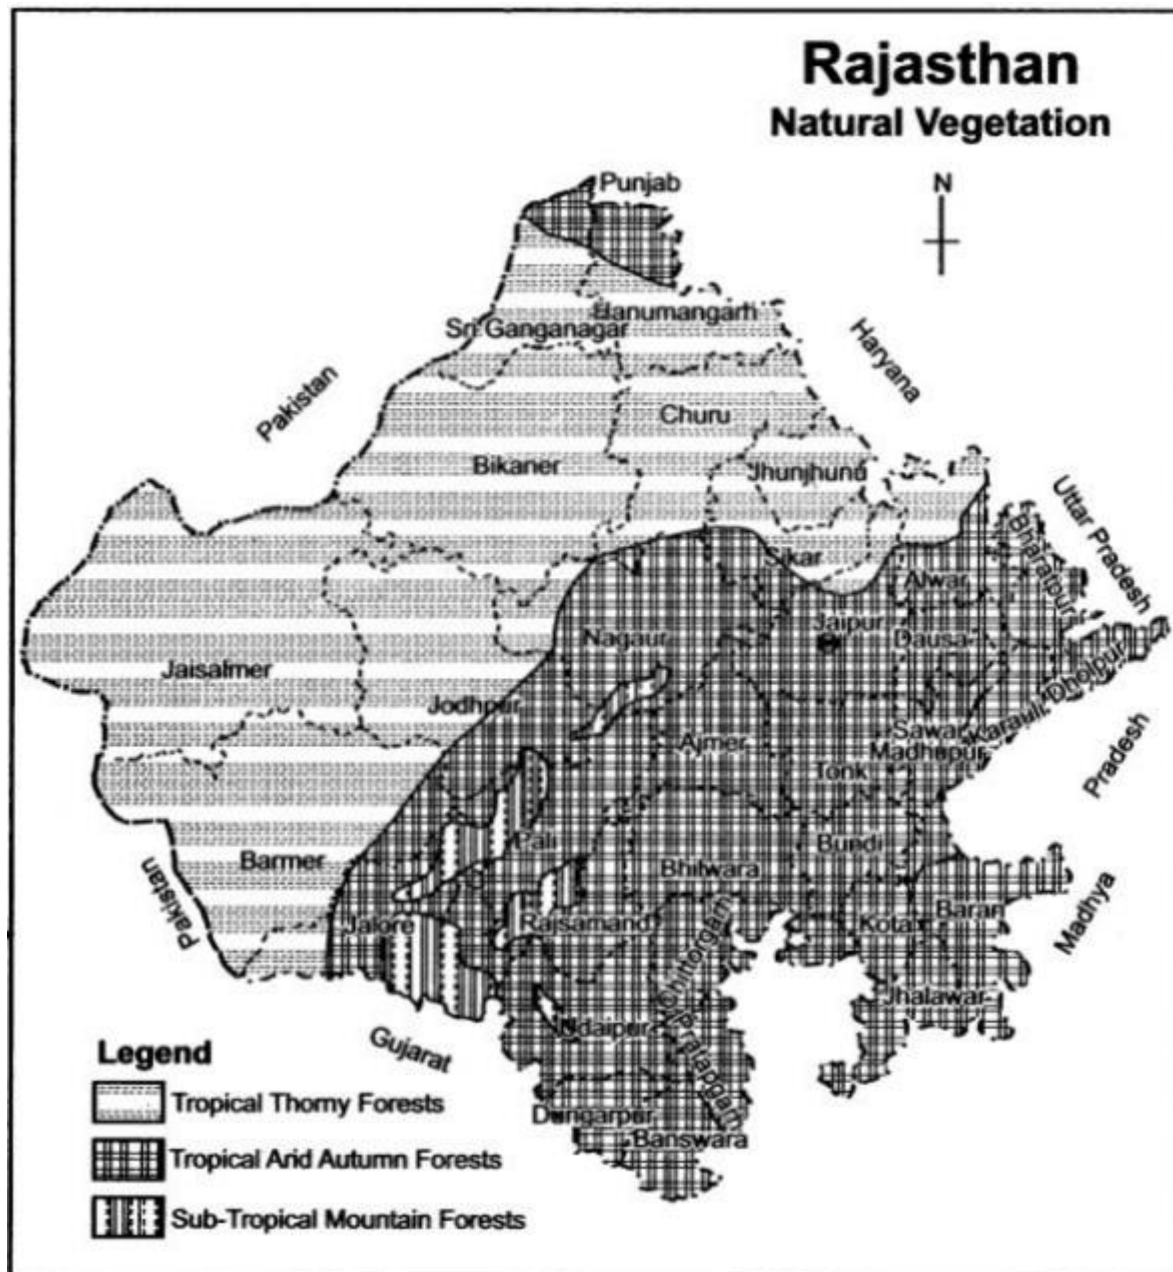 Rajasthan
Natural Vegetation
N
Punjab
Hanumangarh
Sri Ganganagar
Haryana
Pakistan
Churu
Bikaner
Jhunjhunu
Uttar Pradesh
Bharatpur
Sikar
Alwar
Jaipur
Dausa
Nagaur
Jaisalmer
Dholpur
Jodhpur
Karauli
Sawai
Madhopur
Ajmer
Tonk
Pradesh
Pali
Bundi
Barmer
Bhilwara
Pakistan
Jalore
Rajsamand
Chittorgarh
Kota
Baran
Madhya
Jhalawar
Udaipur
Gujarat
Pratapgarh
Dungarpur
Banswara
Legend
Tropical Thorny Forests
Tropical Arid Autumn Forests
Sub-Tropical Mountain Forests